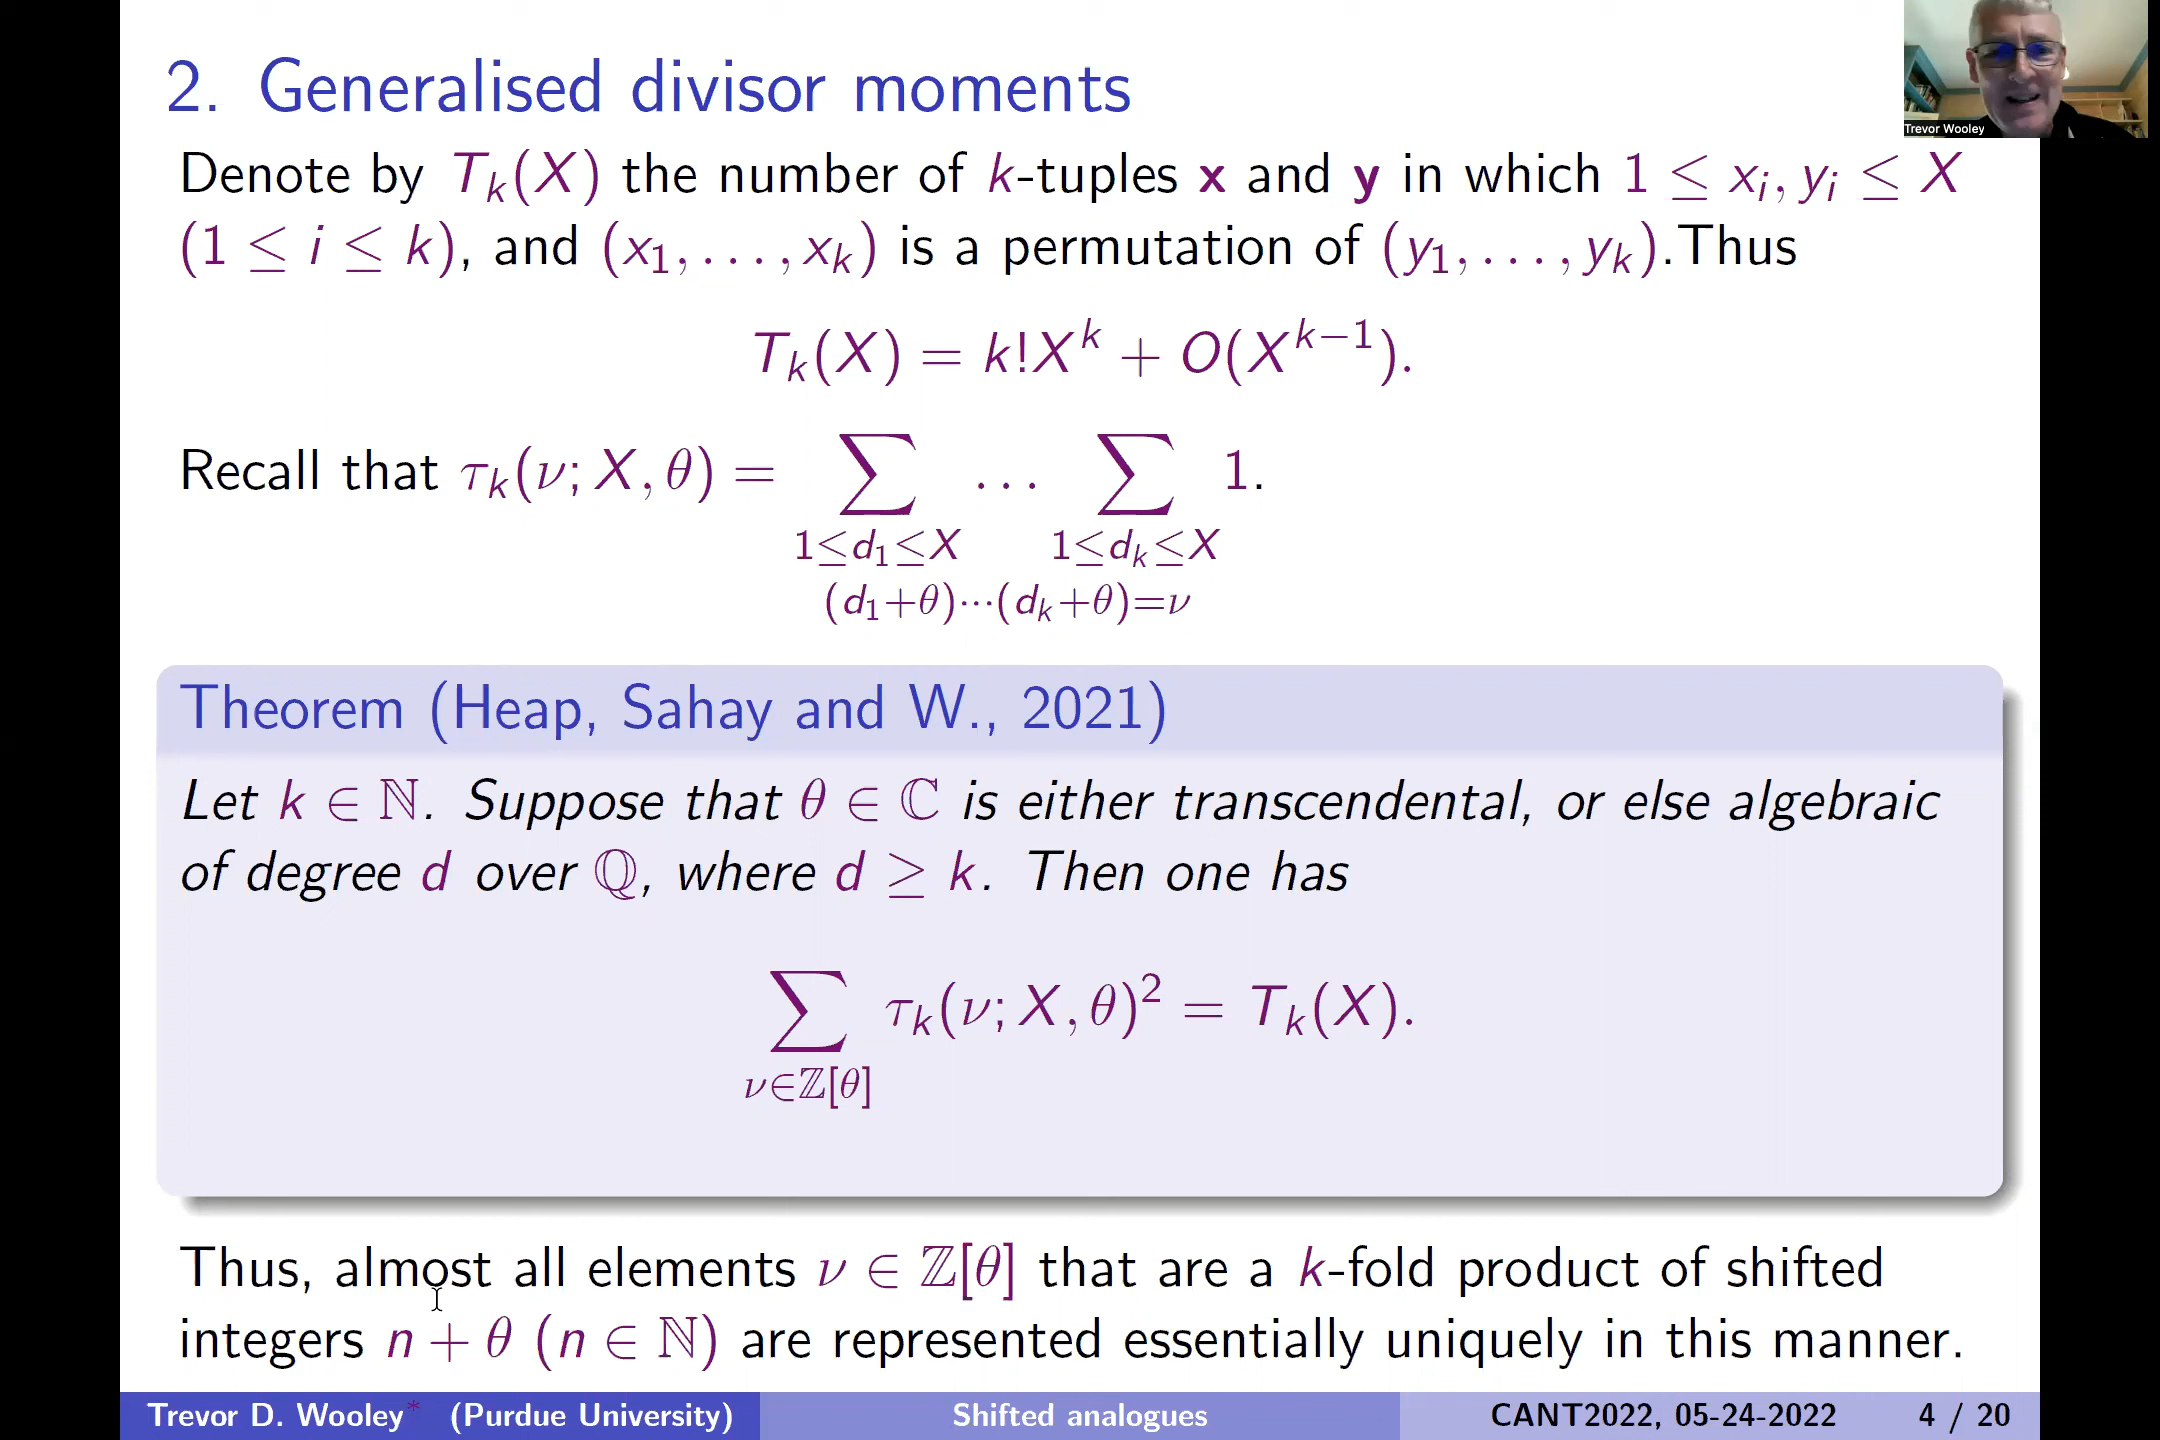 2. Generalised divisor moments
Trevor Wooley
Denote by T_k(X) the number of k-tuples x and y in which 1 ≤ x_i, y_i ≤ X
(1 ≤ i ≤ k), and (x_1, . . . , x_k) is a permutation of (y_1, . . . , y_k).Thus
T_k(X) = k!X^k + O(X^{k−1}).
Recall that τ_k(ν; X, θ) = ∑ . . . ∑ 1.
1≤d_1≤X 1≤d_k≤X
(d_1+θ)···(d_k+θ)=ν
Theorem (Heap, Sahay and W., 2021)
Let k ∈ ℕ. Suppose that θ ∈ ℂ is either transcendental, or else algebraic
of degree d over ℚ, where d ≥ k. Then one has
∑ τ_k(ν; X, θ)^2 = T_k(X).
ν∈ℤ[θ]
Thus, almost all elements ν ∈ ℤ[θ] that are a k-fold product of shifted
integers n + θ (n ∈ ℕ) are represented essentially uniquely in this manner.
Trevor D. Wooley* (Purdue University) Shifted analogues CANT2022, 05-24-2022 4 / 20